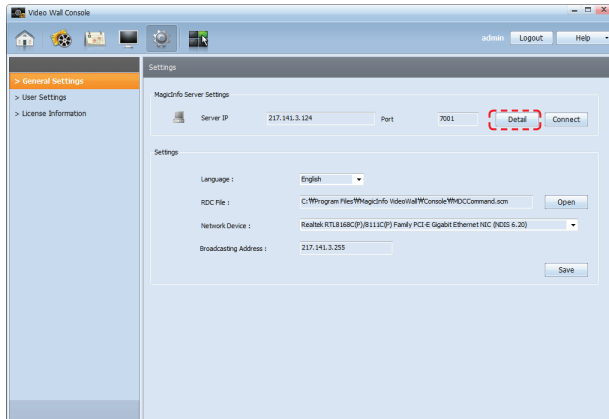 Video Wall Console
admin Logout Help
Settings
> General Settings
> User Settings
> License Information
MagicInfo Server Settings
Server IP 217.141.3.124 Port 7001 Detail Connect
Settings
Language : English
RDC File : C:₩Program Files₩MagicInfo VideoWall₩Console₩MDCCommand.scm Open
Network Device : Realtek RTL8168C(P)/8111C(P) Family PCI-E Gigabit Ethernet NIC (NDIS 6.20)
Broadcasting Address : 217.141.3.255
Save